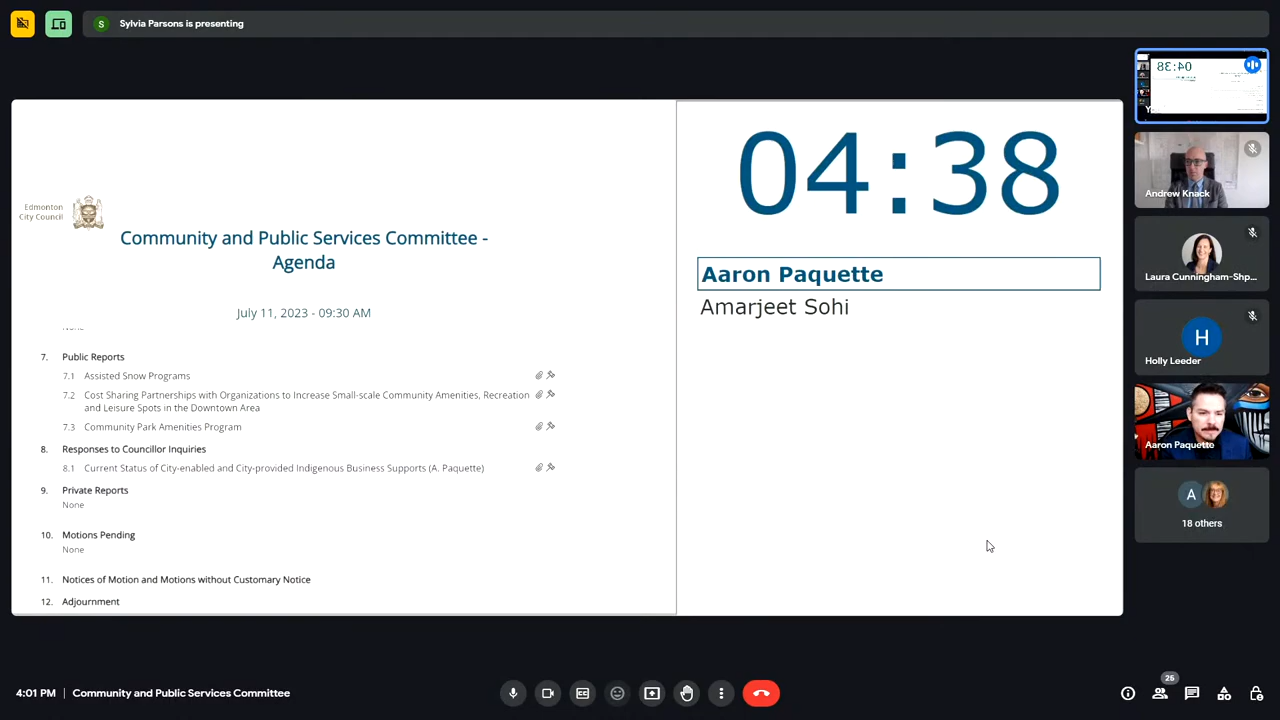 S Sylvia Parsons is presenting
Edmonton
City Council
Community and Public Services Committee -
Agenda
July 11, 2023 - 09:30 AM
7. Public Reports
7.1 Assisted Snow Programs
7.2 Cost Sharing Partnerships with Organizations to Increase Small-scale Community Amenities, Recreation
and Leisure Spots in the Downtown Area
7.3 Community Park Amenities Program
8. Responses to Councillor Inquiries
8.1 Current Status of City-enabled and City-provided Indigenous Business Supports (A. Paquette)
9. Private Reports
None
10. Motions Pending
None
11. Notices of Motion and Motions without Customary Notice
12. Adjournment
04:38
Aaron Paquette
Amarjeet Sohi
04:38
Andrew Knack
Laura Cunningham-Shp...
H
Holly Leeder
Aaron Paquette
A
18 others
4:01 PM | Community and Public Services Committee
25